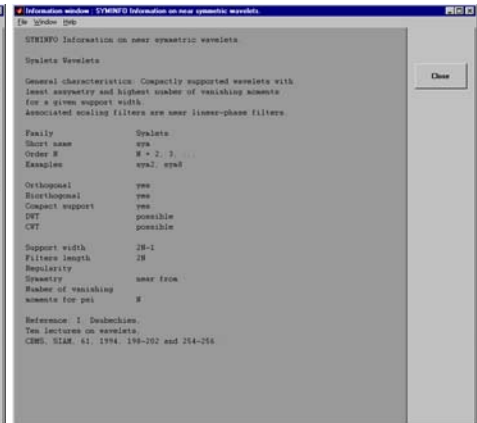 Information window : SYMINFO Information on near symmetric wavelets.
File Window Help
SYMINFO Information on near symmetric wavelets.
Symlets Wavelets
General characteristics: Compactly supported wavelets with
least assymetry and highest number of vanishing moments
for a given support width.
Associated scaling filters are near linear-phase filters.
Family Symlets
Short name sym
Order N N = 2, 3, ...
Examples sym2, sym8
Orthogonal yes
Biorthogonal yes
Compact support yes
DWT possible
CWT possible
Support width 2N-1
Filters length 2N
Regularity
Symmetry near from
Number of vanishing
moments for psi N
Reference: I. Daubechies,
Ten lectures on wavelets,
CBMS, SIAM, 61, 1994, 198-202 and 254-256.
Close